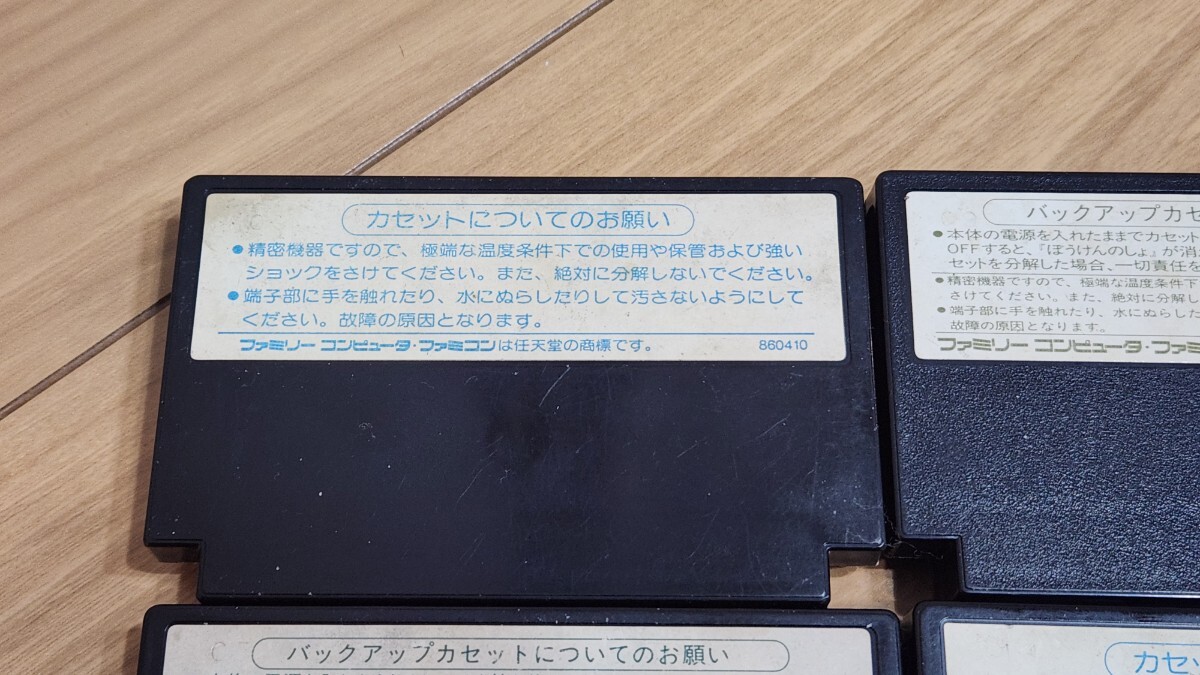 カセットについてのお願い
●精密機器ですので、極端な温度条件下での使用や保管および強い
ショックをさけてください。また、絶対に分解しないでください。
●端子部に手を触れたり、水にぬらしたりして汚さないようにして
ください。故障の原因となります。
ファミリーコンピュータ・ファミコンは任天堂の商標です。 860410
バックアップカセ
●本体の電源を入れたままでカセット
OFFすると、『ぼうけんのしょ』が消
セットを分解した場合、一切責任を
●精密機器ですので、極端な温度条件下
さけてください。また、絶対に分解し
●端子部に手を触れたり、水にぬらした
故障の原因となります。
ファミリーコンピュータ・ファミ
バックアップカセットについてのお願い
カセッ